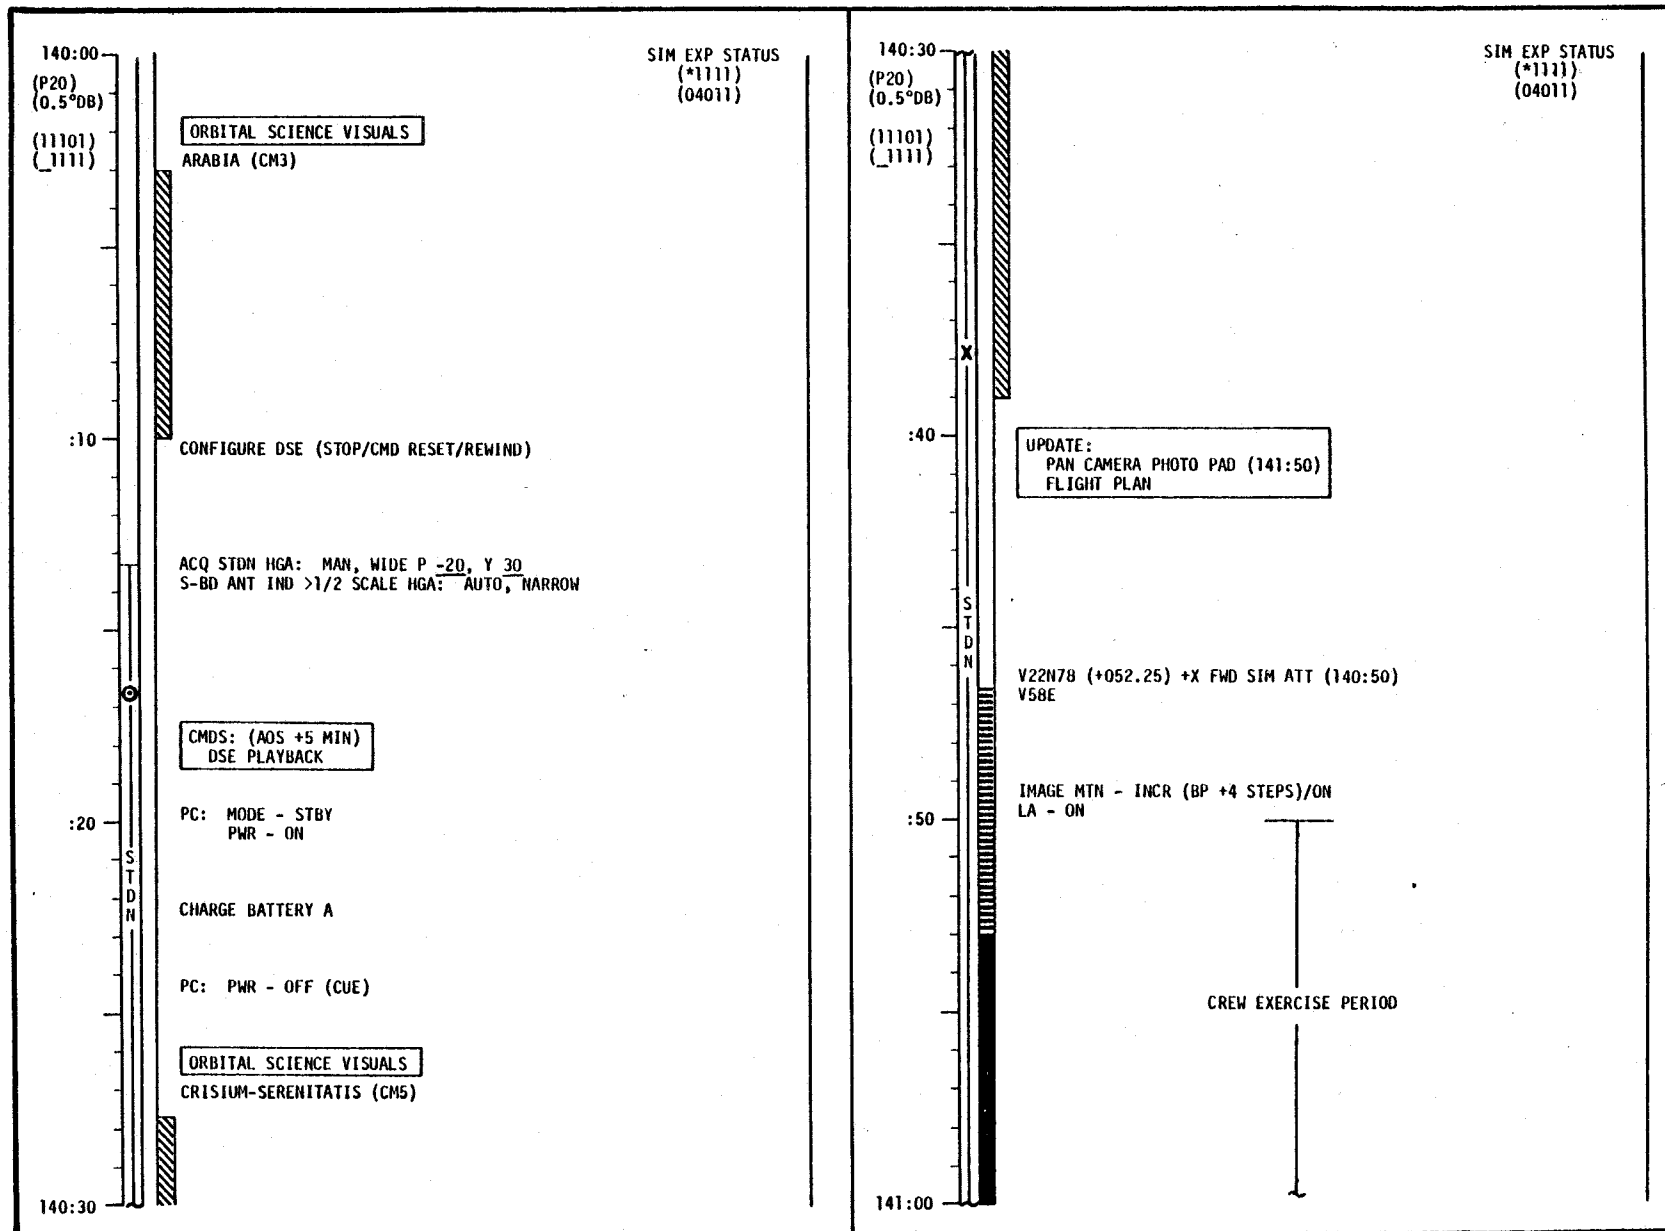 140:00
(P20)
(0.5°DB)
(11101)
(_1111)
SIM EXP STATUS
(*1111)
(04011)
ORBITAL SCIENCE VISUALS
ARABIA (CM3)
:10
CONFIGURE DSE (STOP/CMD RESET/REWIND)
ACQ STDN HGA: MAN, WIDE P -20, Y 30
S-BD ANT IND >1/2 SCALE HGA: AUTO, NARROW
CMDS: (AOS +5 MIN)
DSE PLAYBACK
PC: MODE - STBY
:20
PWR - ON
STDN
CHARGE BATTERY A
PC: PWR - OFF (CUE)
ORBITAL SCIENCE VISUALS
CRISIUM-SERENITATIS (CM5)
140:30
140:30
(P20)
(0.5°DB)
(11101)
(_1111)
SIM EXP STATUS
(*1111)
(04011)
X
:40
UPDATE:
PAN CAMERA PHOTO PAD (141:50)
FLIGHT PLAN
STDN
V22N78 (+052.25) +X FWD SIM ATT (140:50)
V58E
IMAGE MTN - INCR (BP +4 STEPS)/ON
LA - ON
:50
CREW EXERCISE PERIOD
141:00